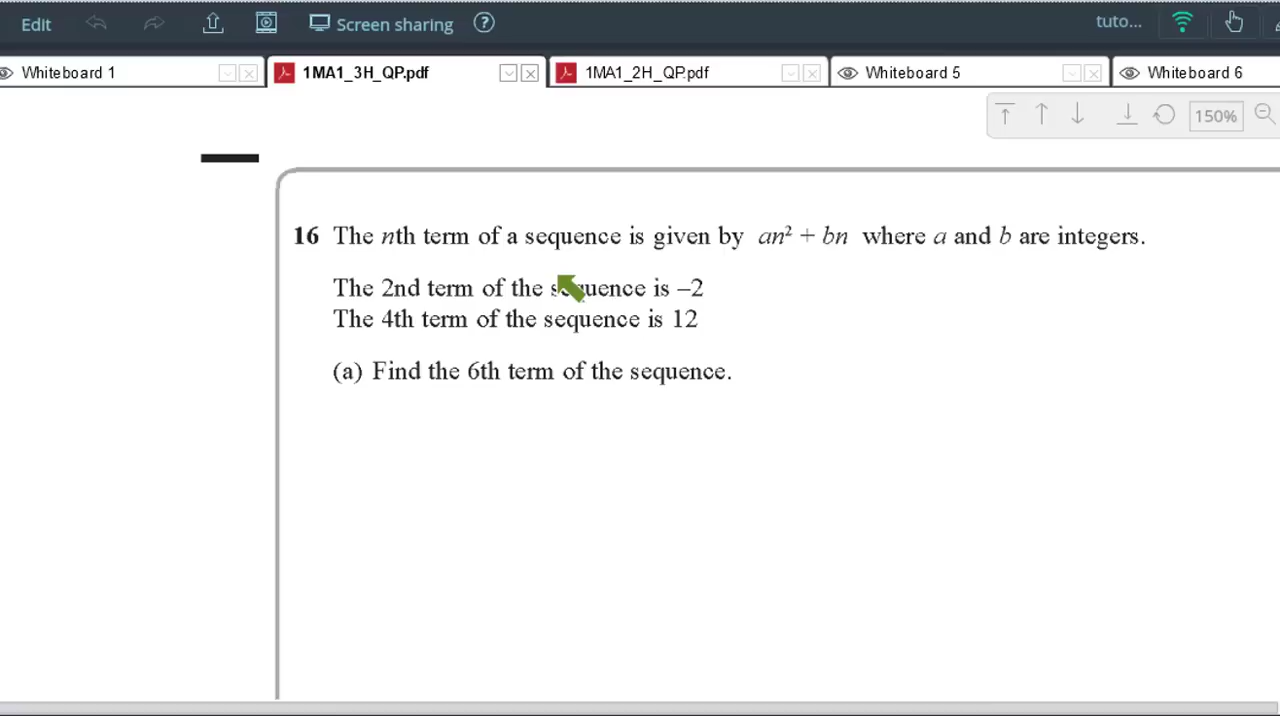 Edit Screen sharing ? tuto...
Whiteboard 1 1MA1_3H_QP.pdf 1MA1_2H_QP.pdf Whiteboard 5 Whiteboard 6
150%
16 The nth term of a sequence is given by an² + bn where a and b are integers.
The 2nd term of the sequence is –2
The 4th term of the sequence is 12
(a) Find the 6th term of the sequence.